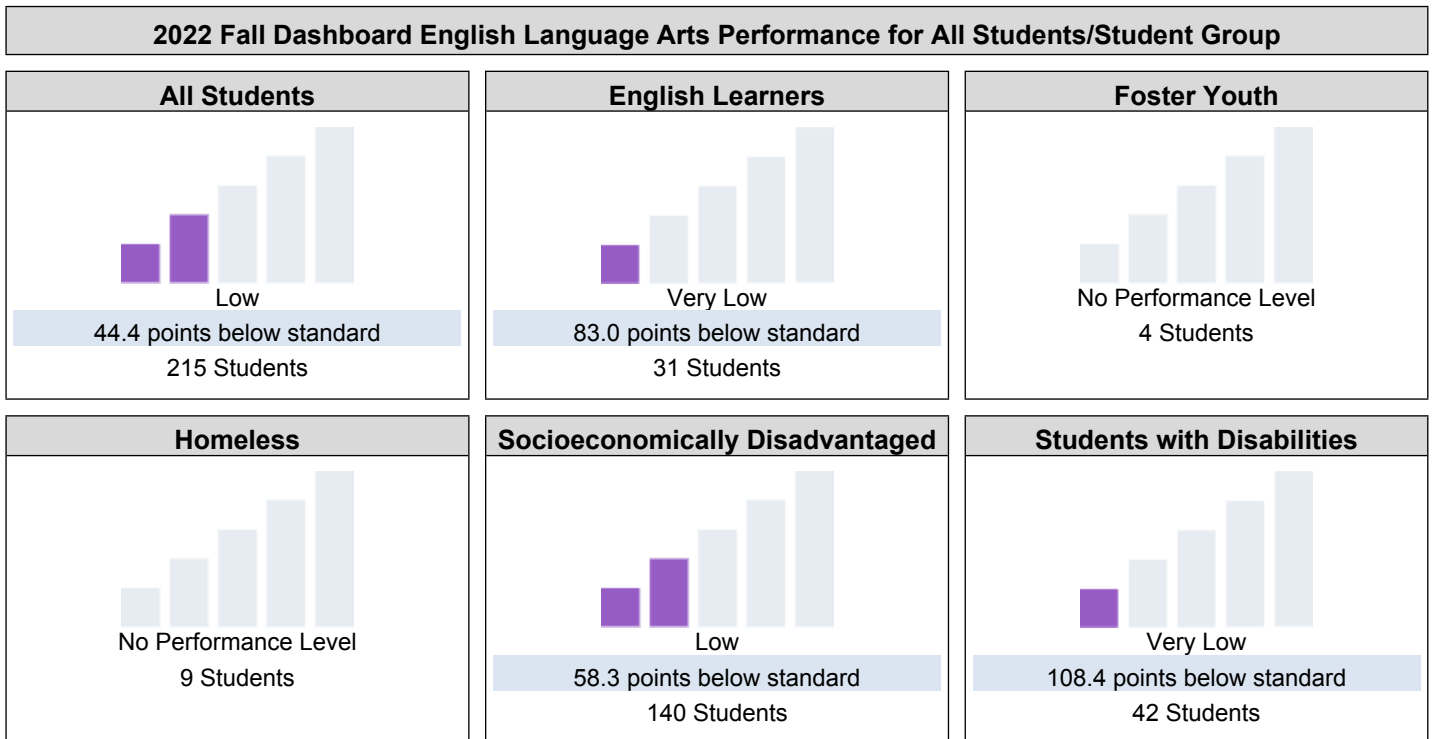 2022 Fall Dashboard English Language Arts Performance for All Students/Student Group
All Students
Low
44.4 points below standard
215 Students
English Learners
Very Low
83.0 points below standard
31 Students
Foster Youth
No Performance Level
4 Students
Homeless
No Performance Level
9 Students
Socioeconomically Disadvantaged
Low
58.3 points below standard
140 Students
Students with Disabilities
Very Low
108.4 points below standard
42 Students